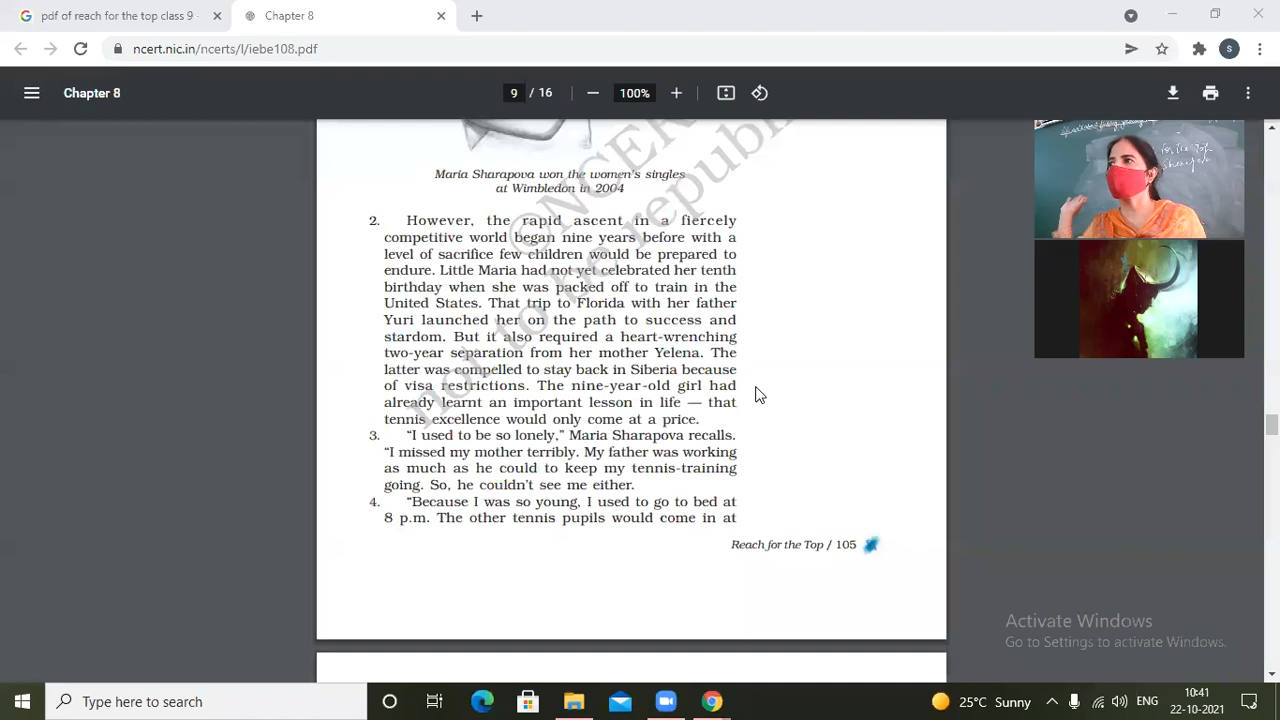 pdf of reach for the top class 9 -
Chapter 8
ncert.nic.in/ncerts/l/iebe108.pdf
S
Chapter 8
9 / 16
100%
©NCER
not to be republi
Maria Sharapova won the women's singles
at Wimbledon in 2004
2. However, the rapid ascent in a fiercely
competitive world began nine years before with a
level of sacrifice few children would be prepared to
endure. Little Maria had not yet celebrated her tenth
birthday when she was packed off to train in the
United States. That trip to Florida with her father
Yuri launched her on the path to success and
stardom. But it also required a heart-wrenching
two-year separation from her mother Yelena. The
latter was compelled to stay back in Siberia because
of visa restrictions. The nine-year-old girl had
already learnt an important lesson in life — that
tennis excellence would only come at a price.
3. “I used to be so lonely,” Maria Sharapova recalls.
“I missed my mother terribly. My father was working
as much as he could to keep my tennis-training
going. So, he couldn't see me either.
4. “Because I was so young, I used to go to bed at
8 p.m. The other tennis pupils would come in at
Reach for the Top / 105
Activate Windows
Go to Settings to activate Windows.
Type here to search
25°C Sunny
ENG
10:41
22-10-2021